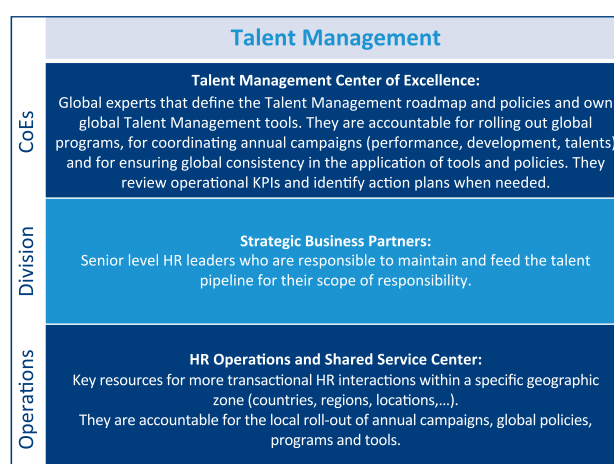 Talent Management
CoEs
Talent Management Center of Excellence:
Global experts that define the Talent Management roadmap and policies and own
global Talent Management tools. They are accountable for rolling out global
programs, for coordinating annual campaigns (performance, development, talents)
and for ensuring global consistency in the application of tools and policies. They
review operational KPIs and identify action plans when needed.
Division
Strategic Business Partners:
Senior level HR leaders who are responsible to maintain and feed the talent
pipeline for their scope of responsibility.
Operations
HR Operations and Shared Service Center:
Key resources for more transactional HR interactions within a specific geographic
zone (countries, regions, locations,...).
They are accountable for the local roll-out of annual campaigns, global policies,
programs and tools.